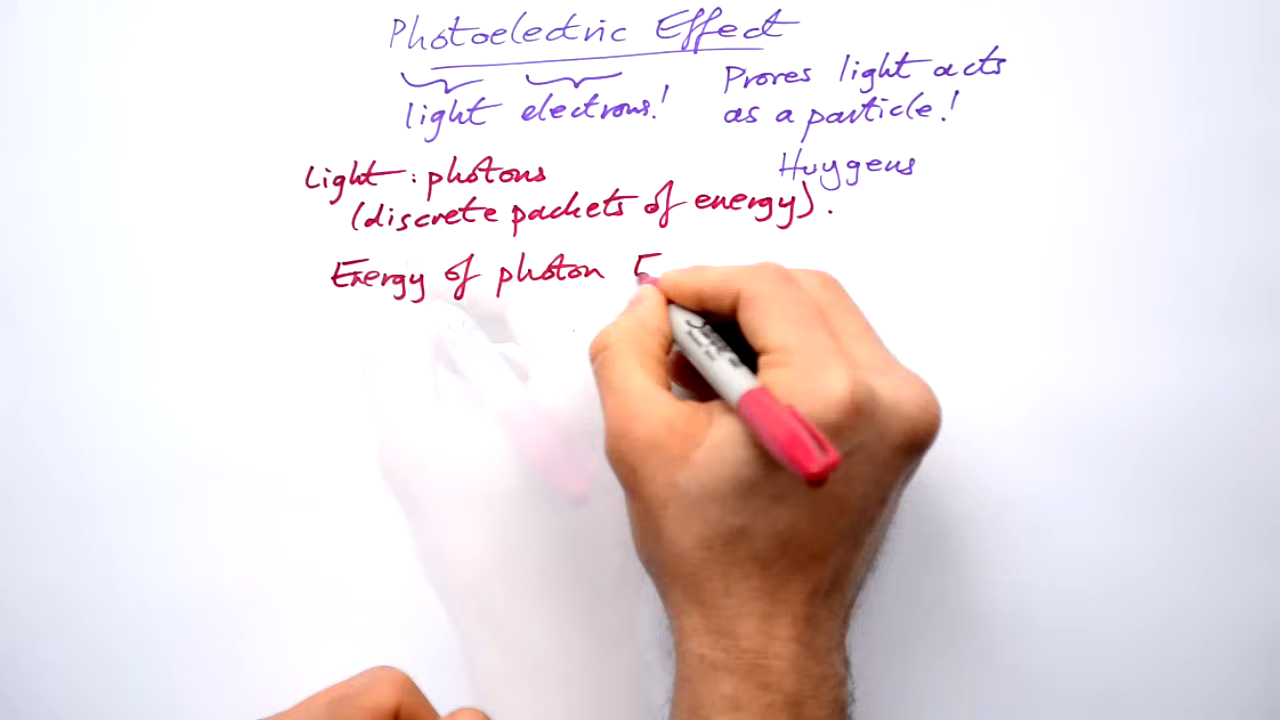 Photoelectric Effect
light electrons!
Proves light acts
as a particle!
Huygens
Light : photons
(discrete packets of energy).
Energy of photon E